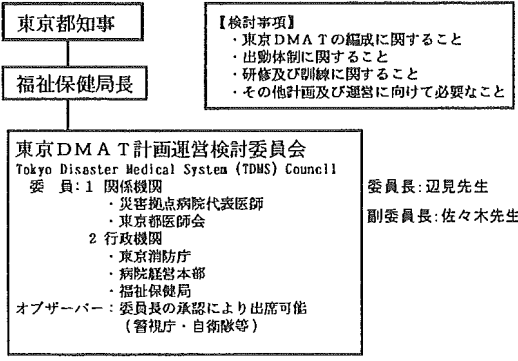 東京都知事
福祉保健局長
【検討事項】
・東京DMATの編成に関すること
・出動体制に関すること
・研修及び訓練に関すること
・その他計画及び運営に向けて必要なこと
東京DMAT計画運営検討委員会
Tokyo Disaster Medical System (TDMS) Council
委 員：1 関係機関
・災害拠点病院代表医師
・東京都医師会
2 行政機関
・東京消防庁
・病院経営本部
・福祉保健局
オブザーバー：委員長の承認により出席可能
（警視庁・自衛隊等）
委員長：辺見先生
副委員長：佐々木先生